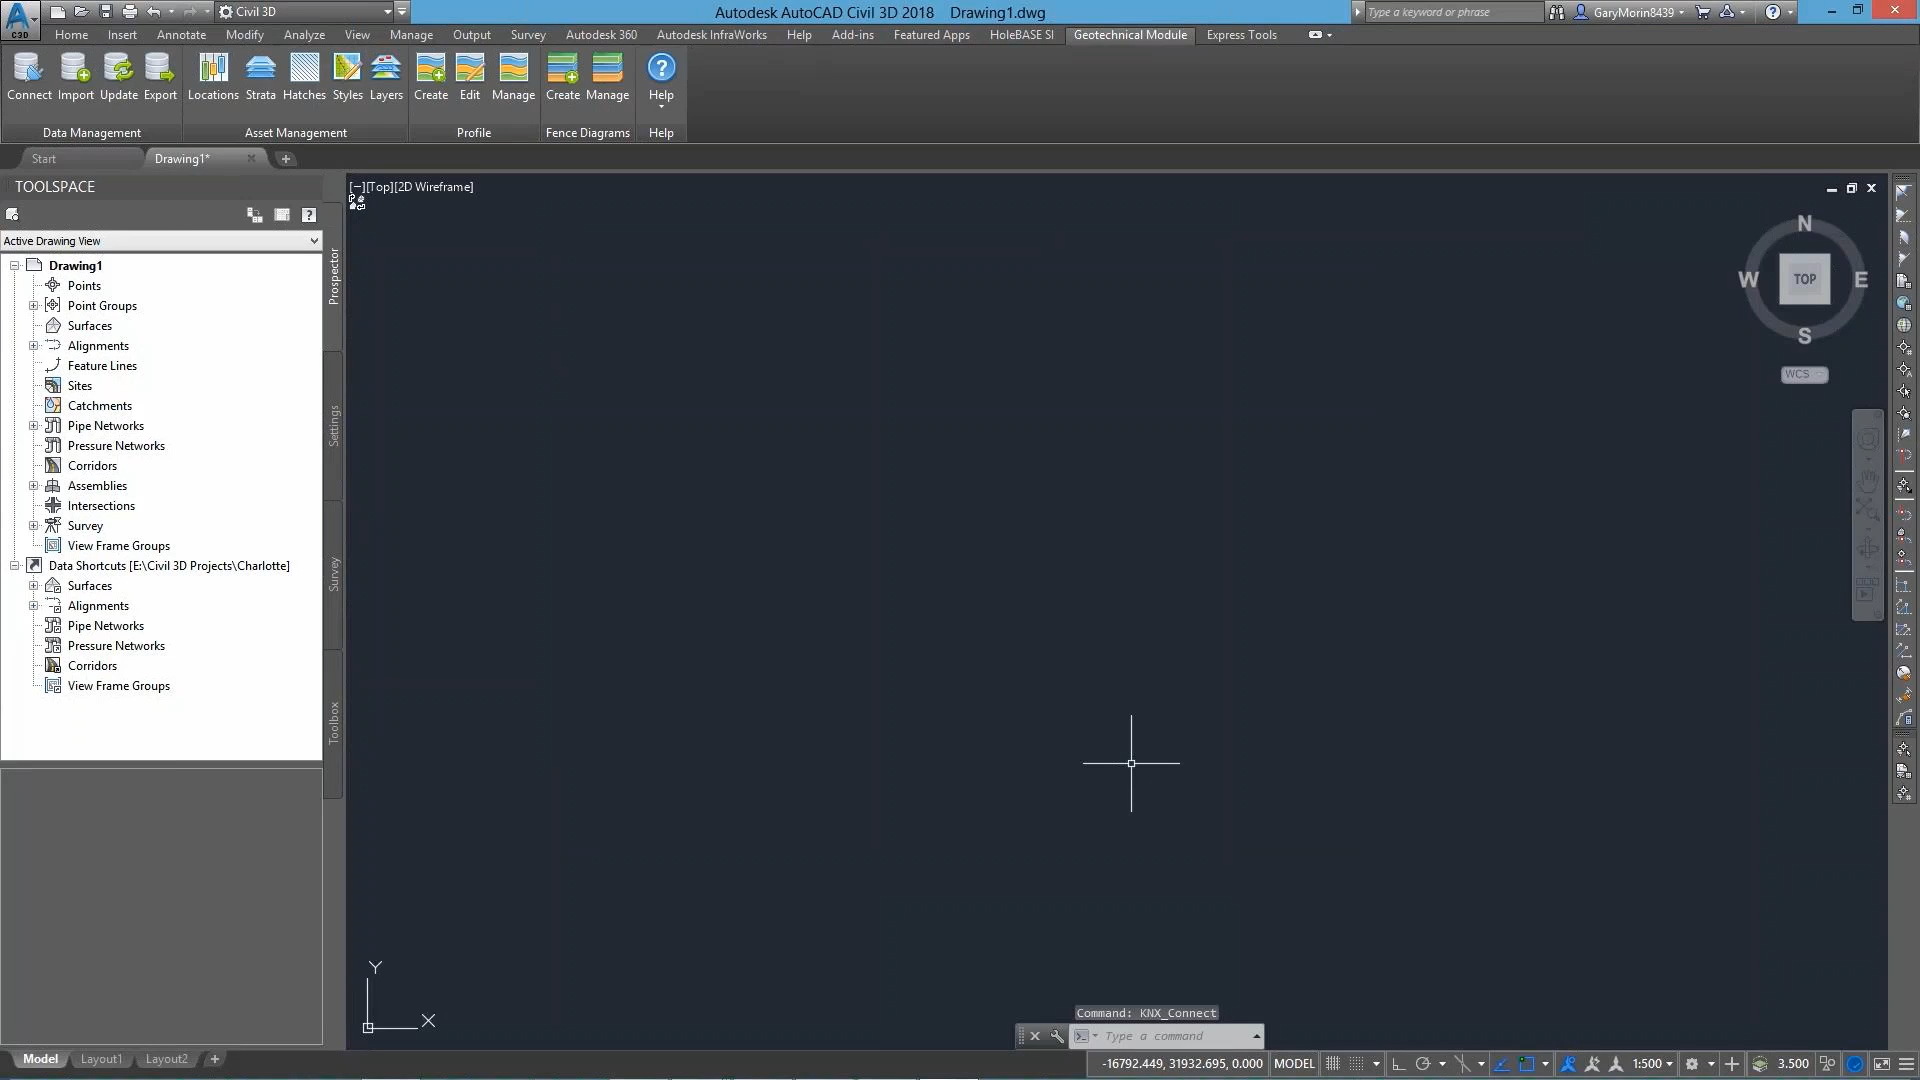 Civil 3D
Autodesk AutoCAD Civil 3D 2018 Drawing1.dwg
Type a keyword or phrase
GaryMorin8439
C3D
Home Insert Annotate Modify Analyze View Manage Output Survey Autodesk 360 Autodesk InfraWorks Help Add-ins Featured Apps HoleBASE SI Geotechnical Module Express Tools
Connect Import Update Export Locations Strata Hatches Styles Layers Create Edit Manage Create Manage Help
Data Management Asset Management Profile Fence Diagrams Help
Start Drawing1*
TOOLSPACE
[−][Top][2D Wireframe]
Active Drawing View
Drawing1
Points
Point Groups
Surfaces
Alignments
Feature Lines
Sites
Catchments
Pipe Networks
Pressure Networks
Corridors
Assemblies
Intersections
Survey
View Frame Groups
Data Shortcuts [E:\Civil 3D Projects\Charlotte]
Surfaces
Alignments
Pipe Networks
Pressure Networks
Corridors
View Frame Groups
Prospector
Settings
Survey
Toolbox
N
W TOP E
S
WCS
Y
X
Command: KNX_Connect
Type a command
Model Layout1 Layout2
-16792.449, 31932.695, 0.000 MODEL 1:500 3.500